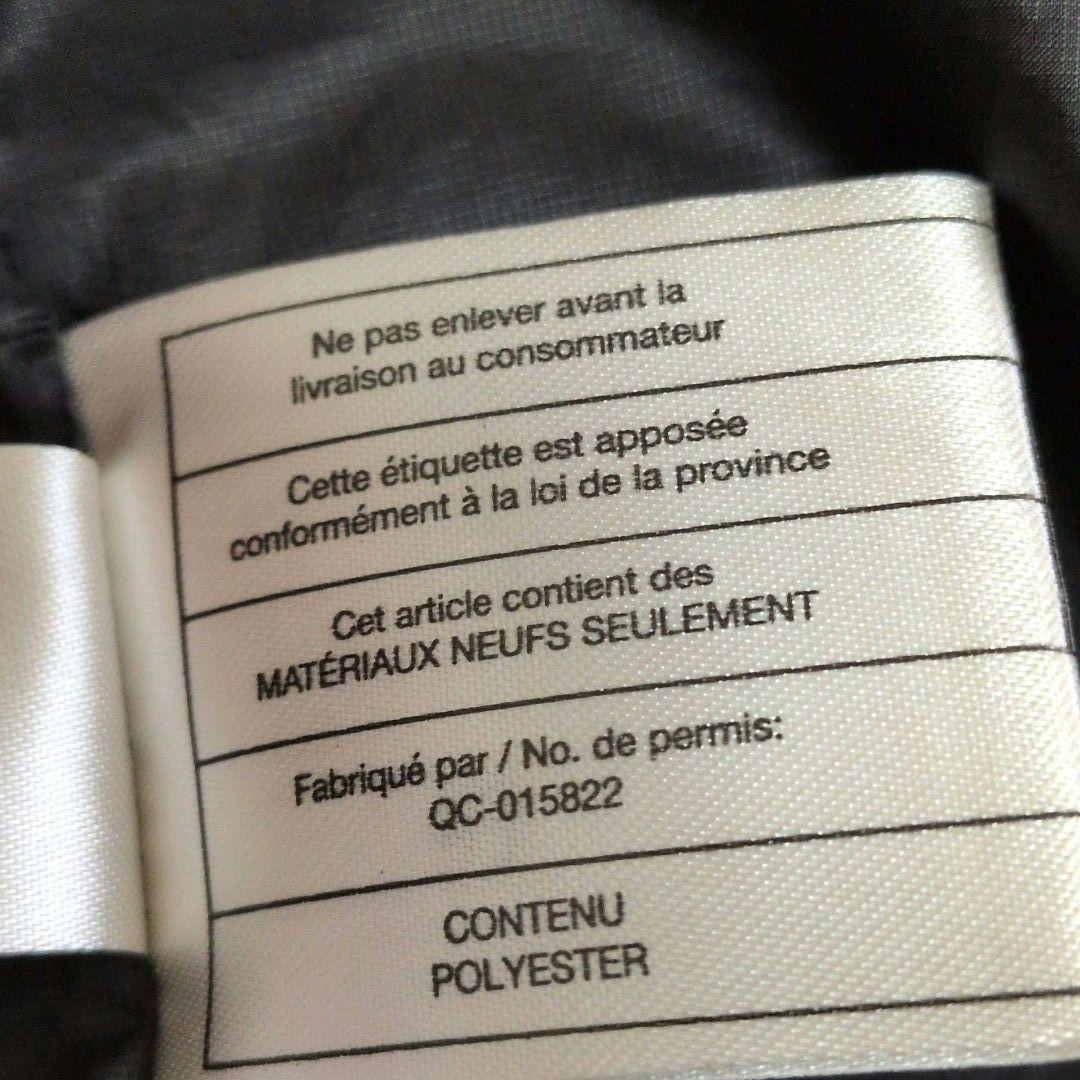 Ne pas enlever avant la
livraison au consommateur
Cette étiquette est apposée
conformément à la loi de la province
Cet article contient des
MATÉRIAUX NEUFS SEULEMENT
Fabriqué par / No. de permis:
QC-015822
CONTENU
POLYESTER